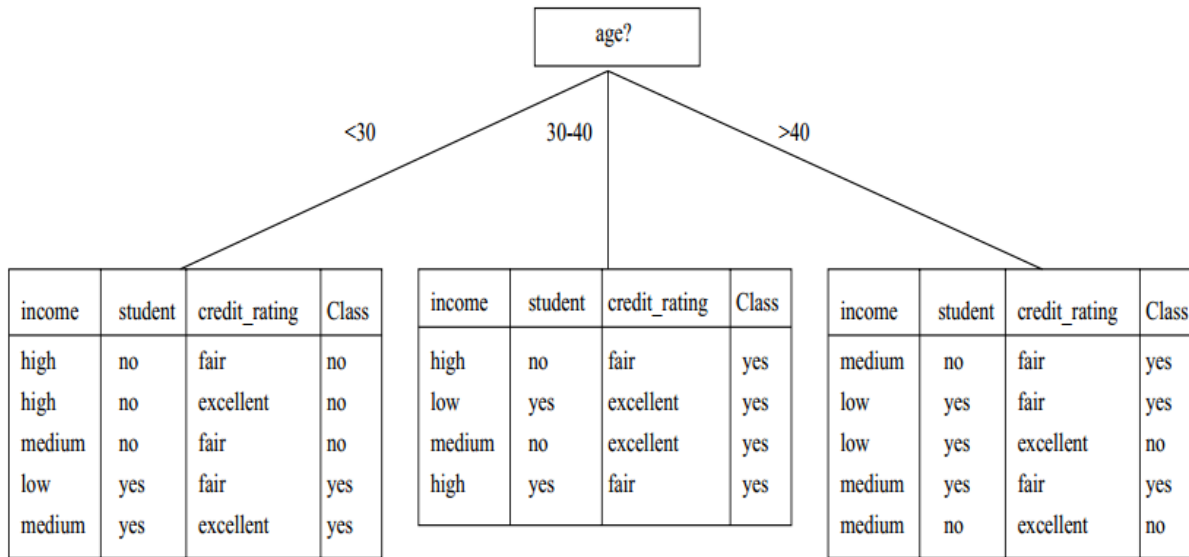 age?
<30
30-40
>40
income student credit_rating Class
high no fair no
high no excellent no
medium no fair no
low yes fair yes
medium yes excellent yes
income student credit_rating Class
high no fair yes
low yes excellent yes
medium no excellent yes
high yes fair yes
income student credit_rating Class
medium no fair yes
low yes fair yes
low yes excellent no
medium yes fair yes
medium no excellent no